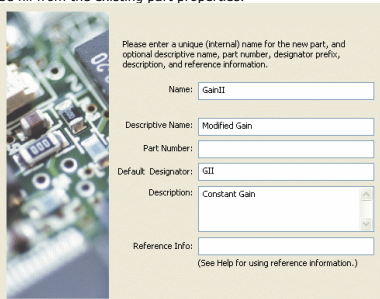 be fill from the existing part properties.
Please enter a unique (internal) name for the new part, and
optional descriptive name, part number, designator prefix,
description, and reference information.
Name: GainII
Descriptive Name: Modified Gain
Part Number:
Default Designator: GII
Description: Constant Gain
Reference Info:
(See Help for using reference information.)